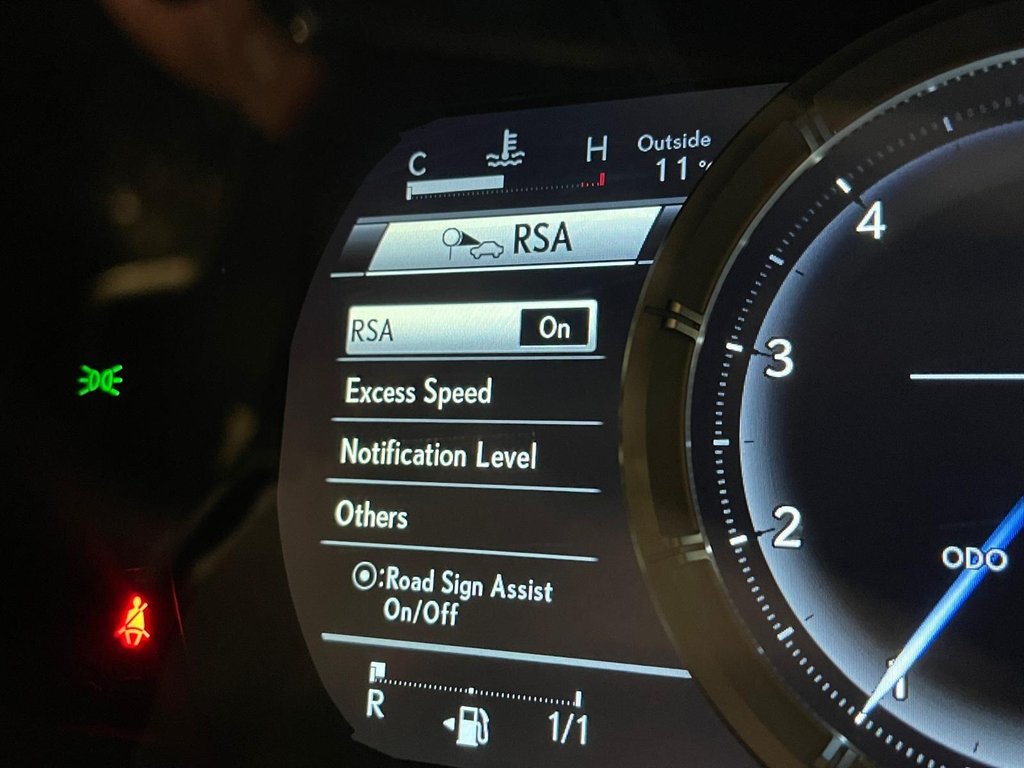 C H Outside
11
RSA
RSA On
Excess Speed
Notification Level
Others
:Road Sign Assist
On/Off
R 1/1
4
3
2
1
ODO